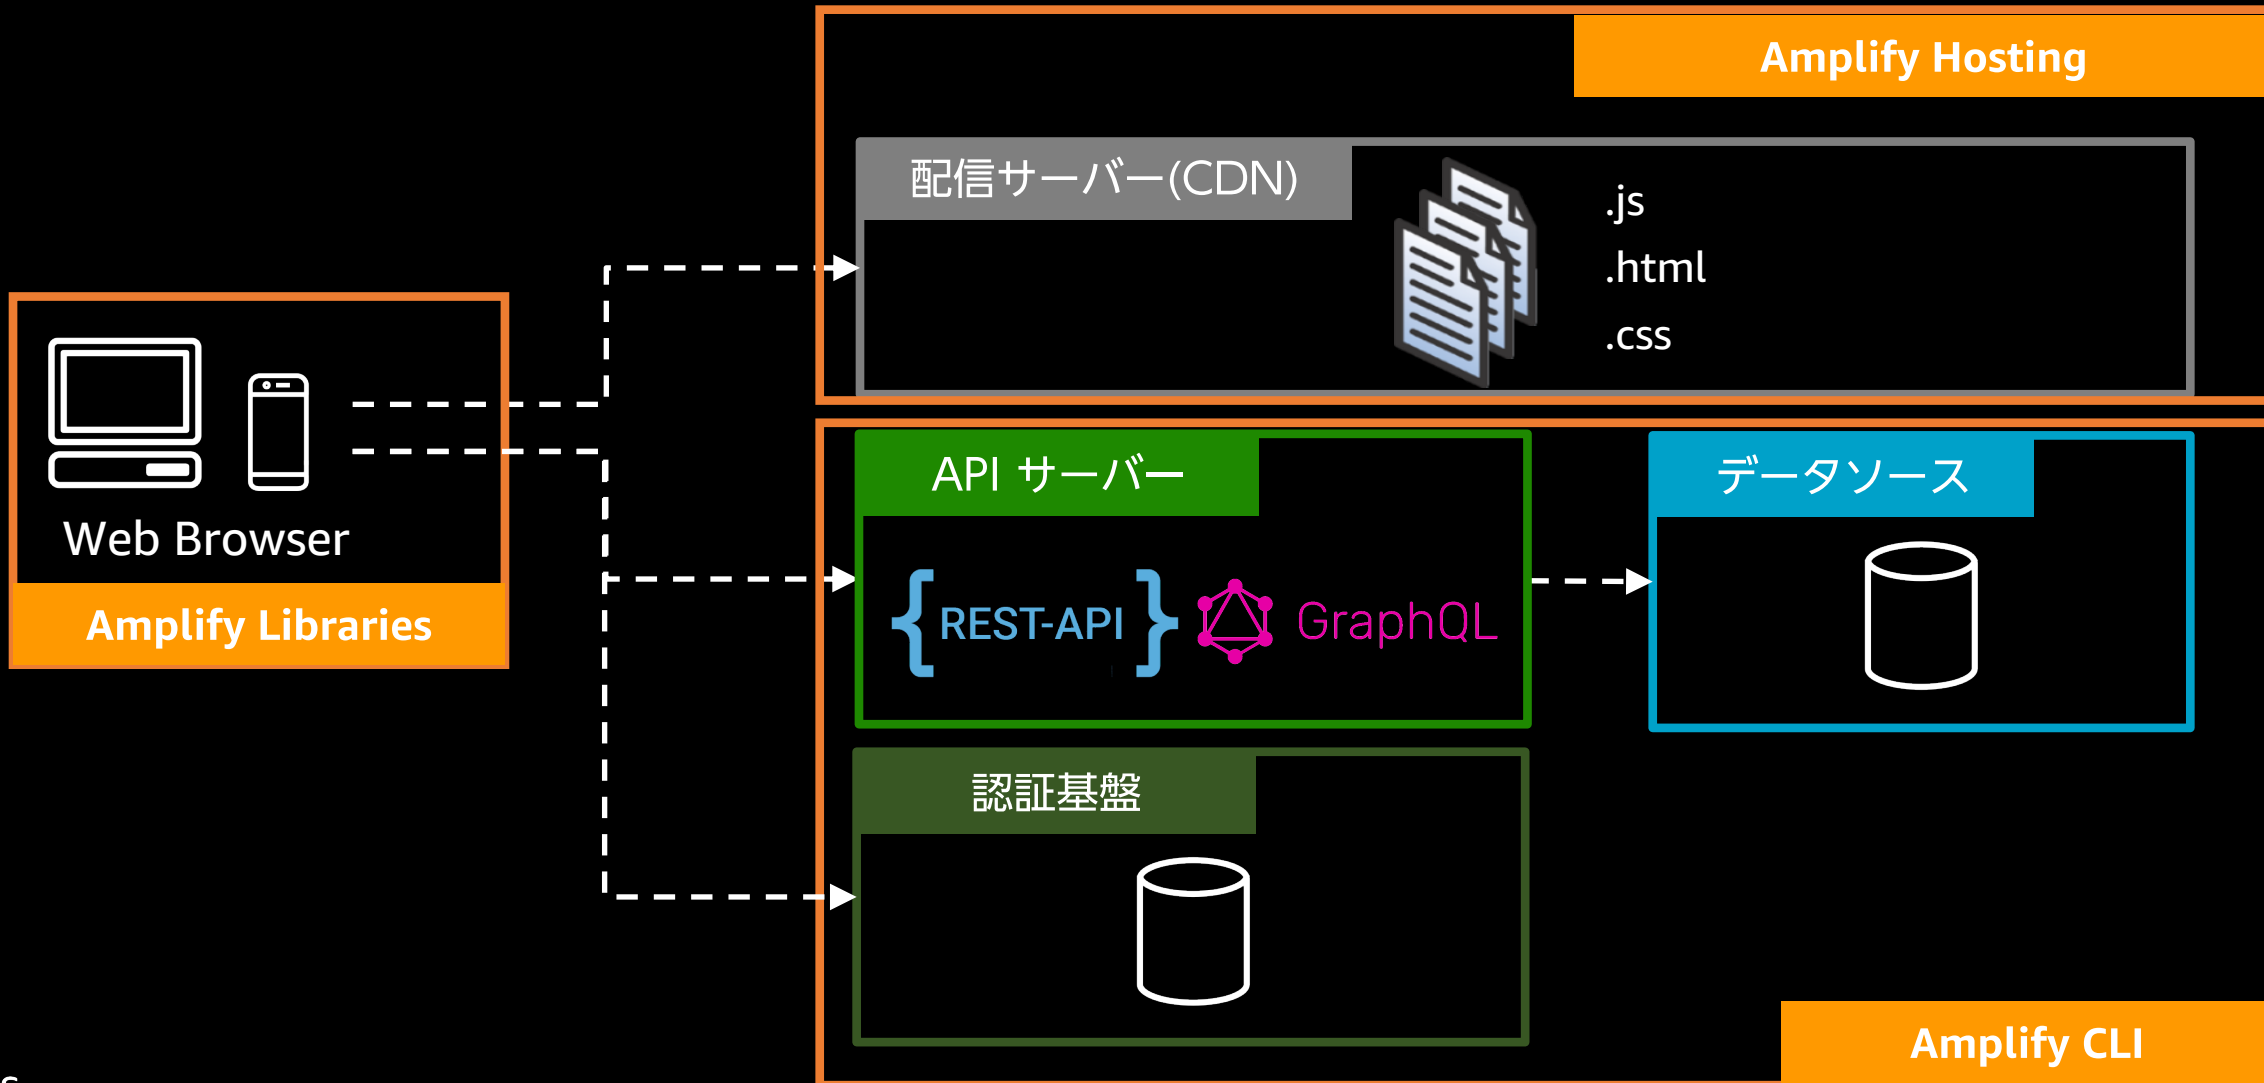 Amplify Hosting
配信サーバー(CDN)
.js
.html
.css
Web Browser
Amplify Libraries
API サーバー
{REST-API}
GraphQL
データソース
認証基盤
Amplify CLI